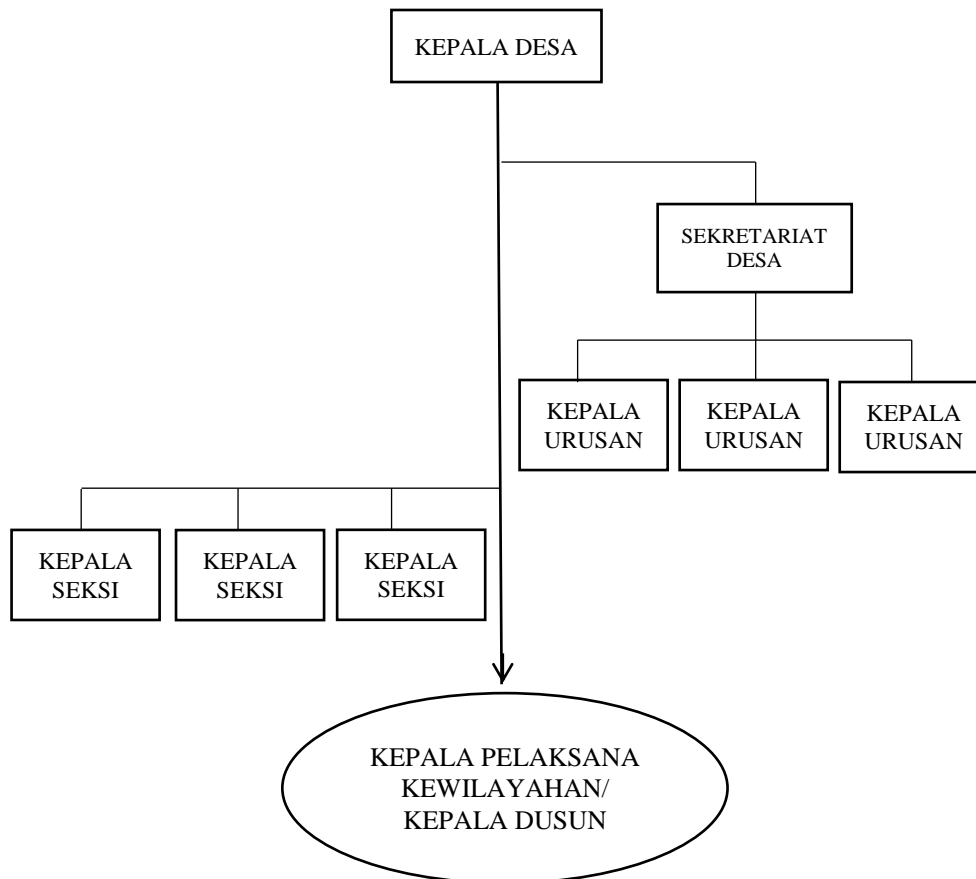 KEPALA DESA
SEKRETARIAT
DESA
KEPALA
URUSAN
KEPALA
URUSAN
KEPALA
URUSAN
KEPALA
SEKSI
KEPALA
SEKSI
KEPALA
SEKSI
KEPALA PELAKSANA
KEWILAYAHAN/
KEPALA DUSUN